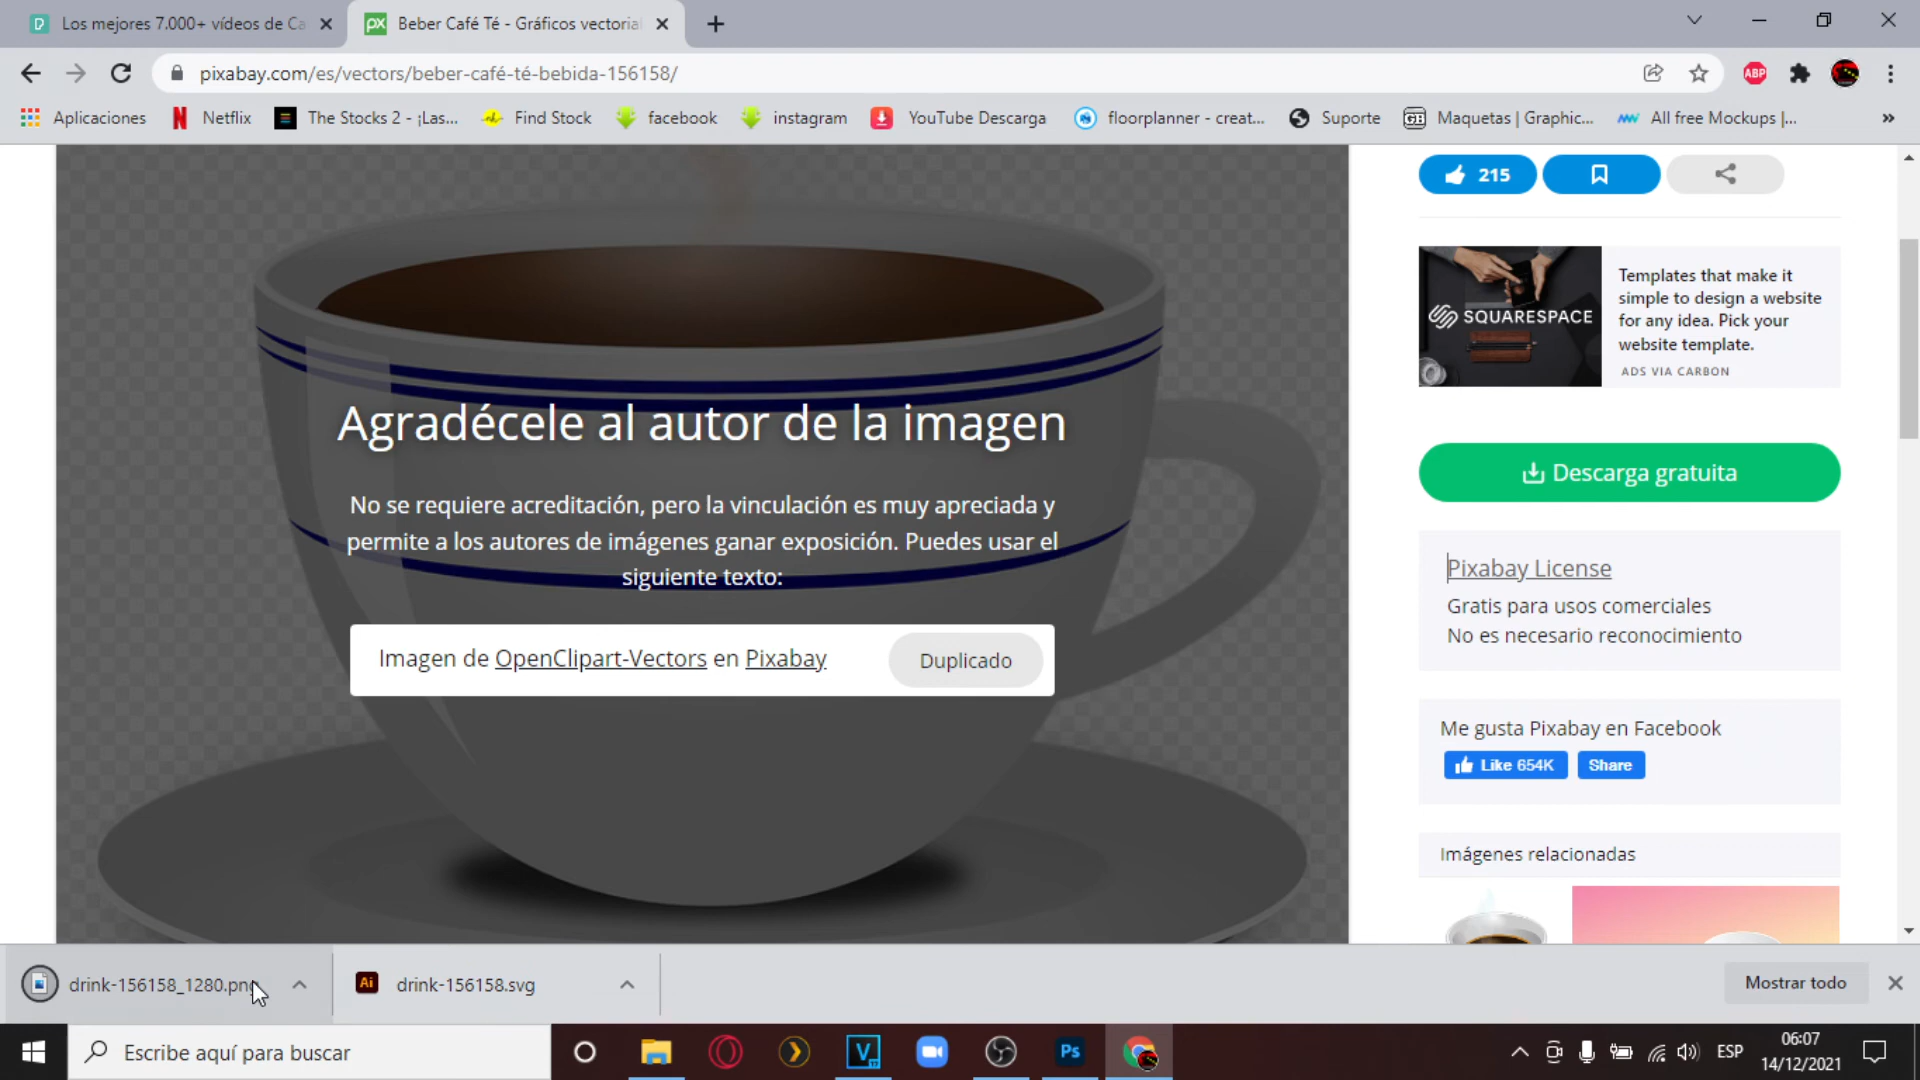 Los mejores 7.000+ vídeos de Ca
px
Beber Café Té - Gráficos vectoria
pixabay.com/es/vectors/beber-café-té-bebida-156158/
ABP
Aplicaciones
Netflix
The Stocks 2 - ¡Las...
Find Stock
facebook
instagram
YouTube Descarga
floorplanner - creat...
Suporte
Maquetas | Graphic...
All free Mockups |...
»
215
SQUARESPACE
Templates that make it
simple to design a website
for any idea. Pick your
website template.
ADS VIA CARBON
Agradécele al autor de la imagen
No se requiere acreditación, pero la vinculación es muy apreciada y
permite a los autores de imágenes ganar exposición. Puedes usar el
siguiente texto:
Imagen de OpenClipart-Vectors en Pixabay
Duplicado
Descarga gratuita
Pixabay License
Gratis para usos comerciales
No es necesario reconocimiento
Me gusta Pixabay en Facebook
Like 654K
Share
Imágenes relacionadas
drink-156158_1280.png
Ai
drink-156158.svg
Mostrar todo
Escribe aquí para buscar
Ps
ESP
06:07
14/12/2021